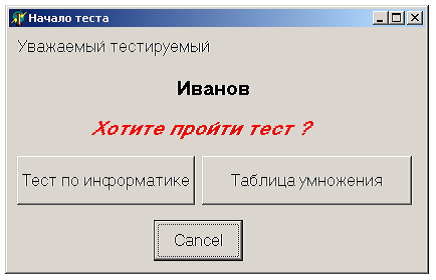 Начало теста
Уважаемый тестируемый
Иванов
Хотите пройти тест ?
Тест по информатике
Таблица умножения
Cancel